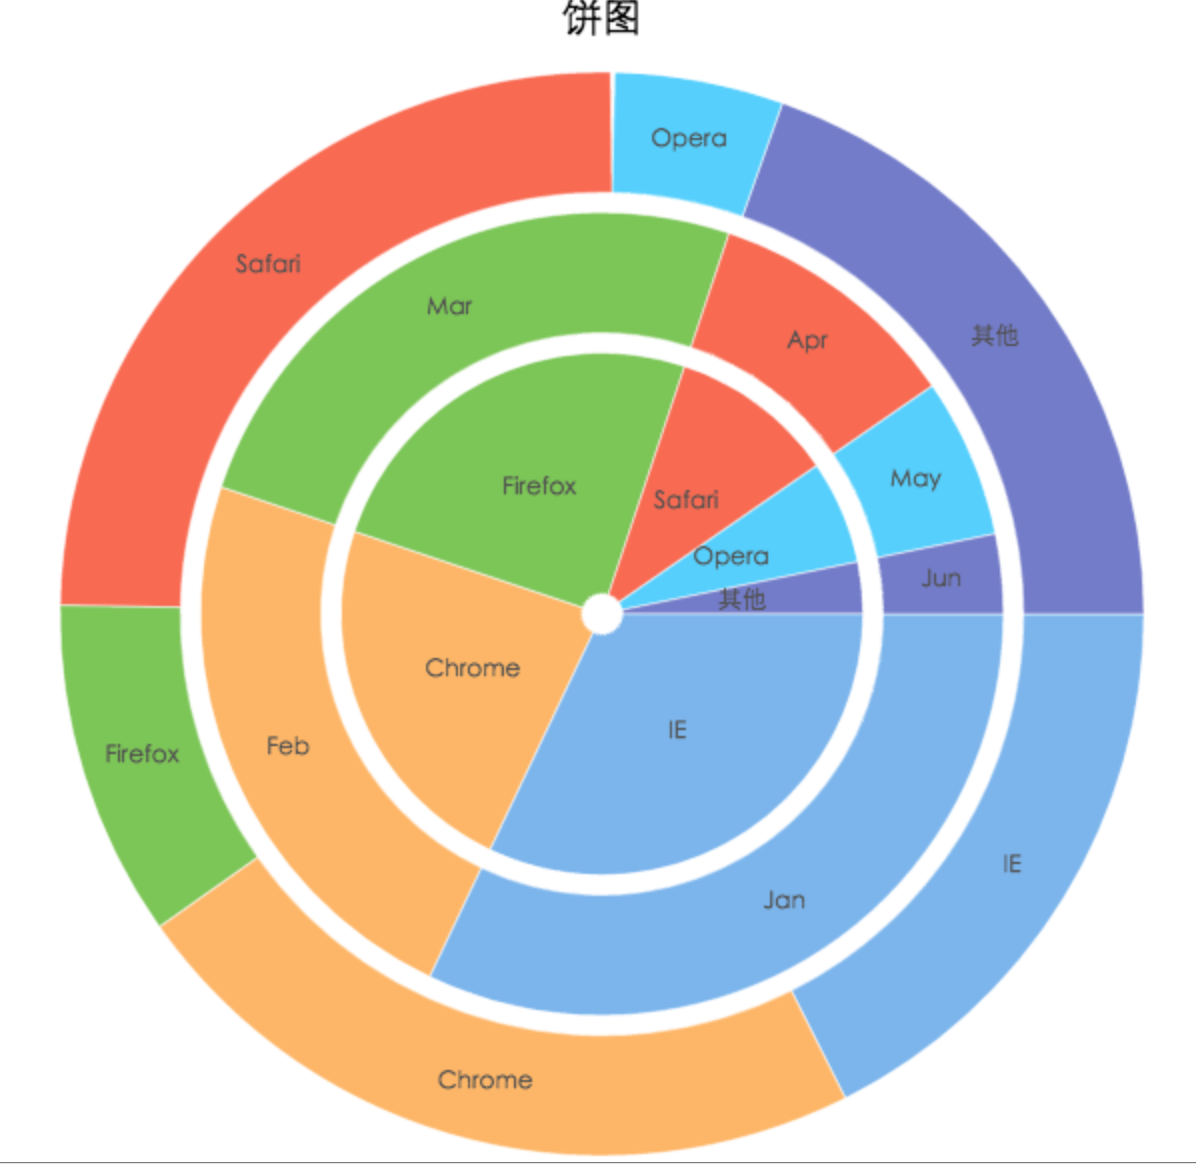 饼图
Opera
Safari
Mar
其他
Apr
May
Firefox
Safari
Opera
Jun
其他
Chrome
IE
Feb
Firefox
IE
Jan
Chrome